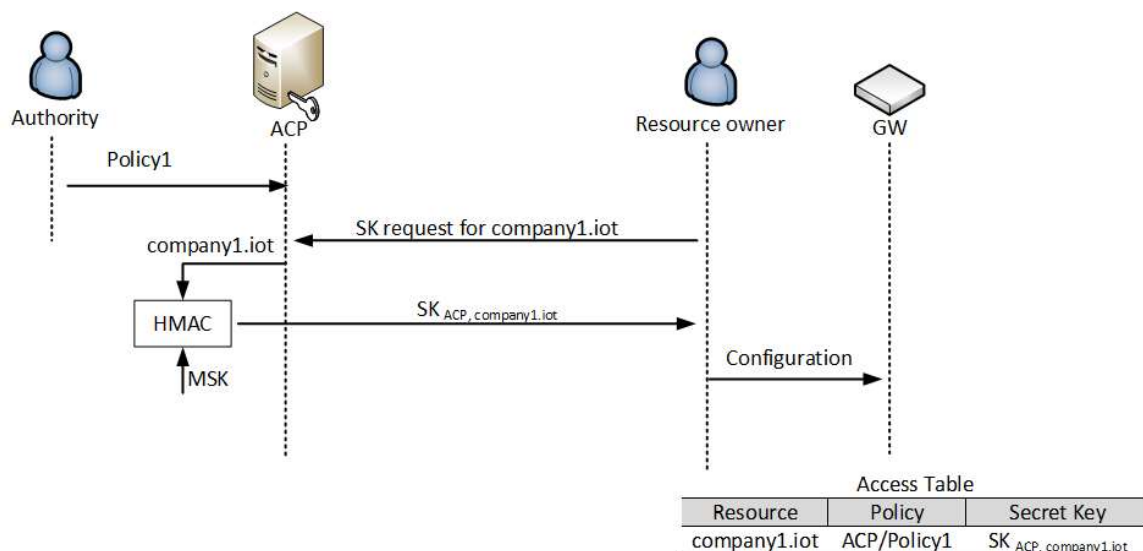 Authority
ACP
Resource owner
GW
Policy1
SK request for company1.iot
company1.iot
HMAC
SK ACP, company1.iot
MSK
Configuration
Access Table
Resource Policy Secret Key
company1.iot ACP/Policy1 SK ACP, company1.iot